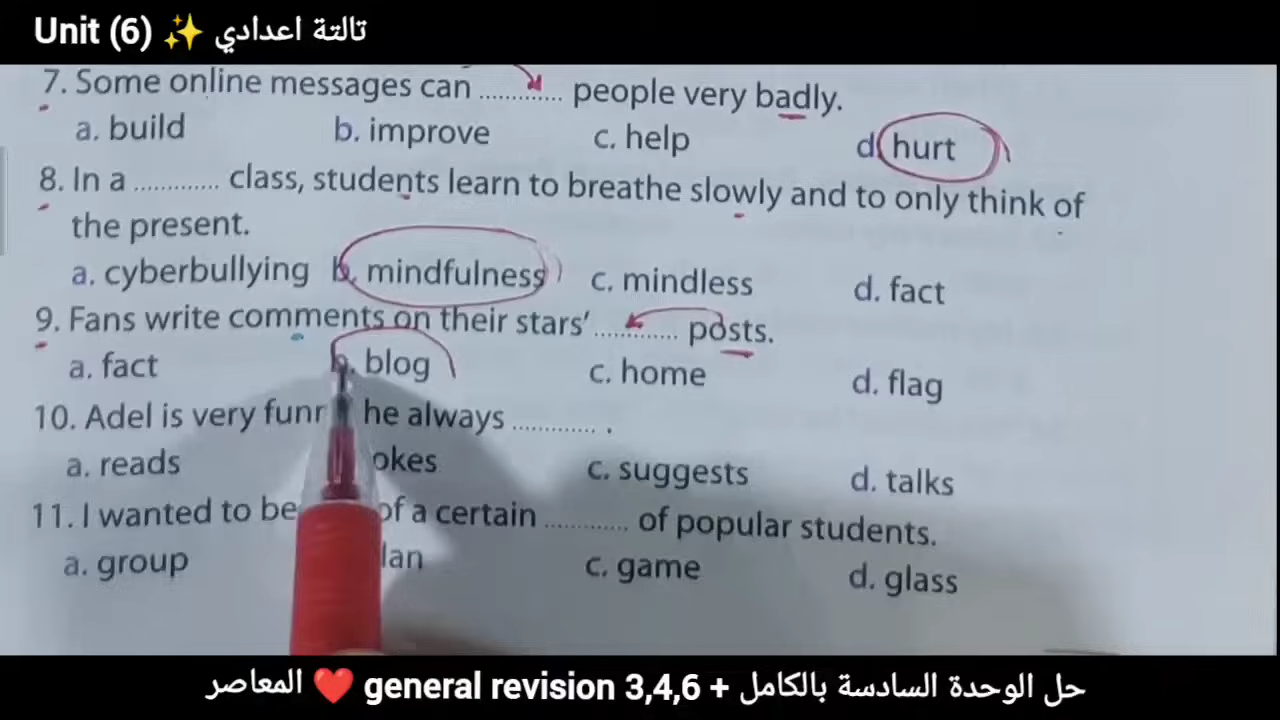 Unit (6) ✨ تالتة اعدادي
7. Some online messages can ............ people very badly.
a. build b. improve c. help d. hurt
8. In a ............ class, students learn to breathe slowly and to only think of
the present.
a. cyberbullying b. mindfulness c. mindless d. fact
9. Fans write comments on their stars' ............ posts.
a. fact b. blog c. home d. flag
10. Adel is very he always ............ .
a. reads c. suggests d. talks
11. I wanted to be of a certain ............ of popular students.
a. group c. game d. glass
حل الوحدة السادسة بالكامل + general revision 3,4,6 ❤️ المعاصر